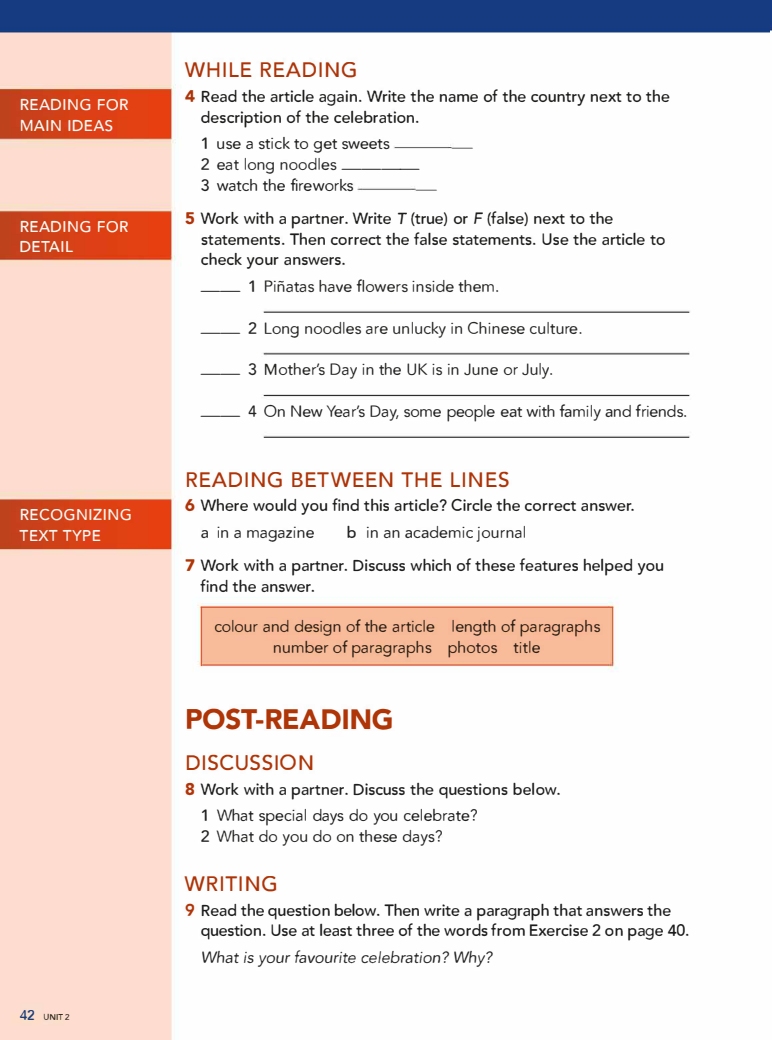 WHILE READING
READING FOR
MAIN IDEAS
4 Read the article again. Write the name of the country next to the
description of the celebration.
1 use a stick to get sweets ________
2 eat long noodles ________
3 watch the fireworks ________
READING FOR
DETAIL
5 Work with a partner. Write T (true) or F (false) next to the
statements. Then correct the false statements. Use the article to
check your answers.
____ 1 Piñatas have flowers inside them.
____ 2 Long noodles are unlucky in Chinese culture.
____ 3 Mother's Day in the UK is in June or July.
____ 4 On New Year's Day, some people eat with family and friends.
READING BETWEEN THE LINES
RECOGNIZING
TEXT TYPE
6 Where would you find this article? Circle the correct answer.
a in a magazine b in an academic journal
7 Work with a partner. Discuss which of these features helped you
find the answer.
colour and design of the article length of paragraphs
number of paragraphs photos title
POST-READING
DISCUSSION
8 Work with a partner. Discuss the questions below.
1 What special days do you celebrate?
2 What do you do on these days?
WRITING
9 Read the question below. Then write a paragraph that answers the
question. Use at least three of the words from Exercise 2 on page 40.
What is your favourite celebration? Why?
42 UNIT 2